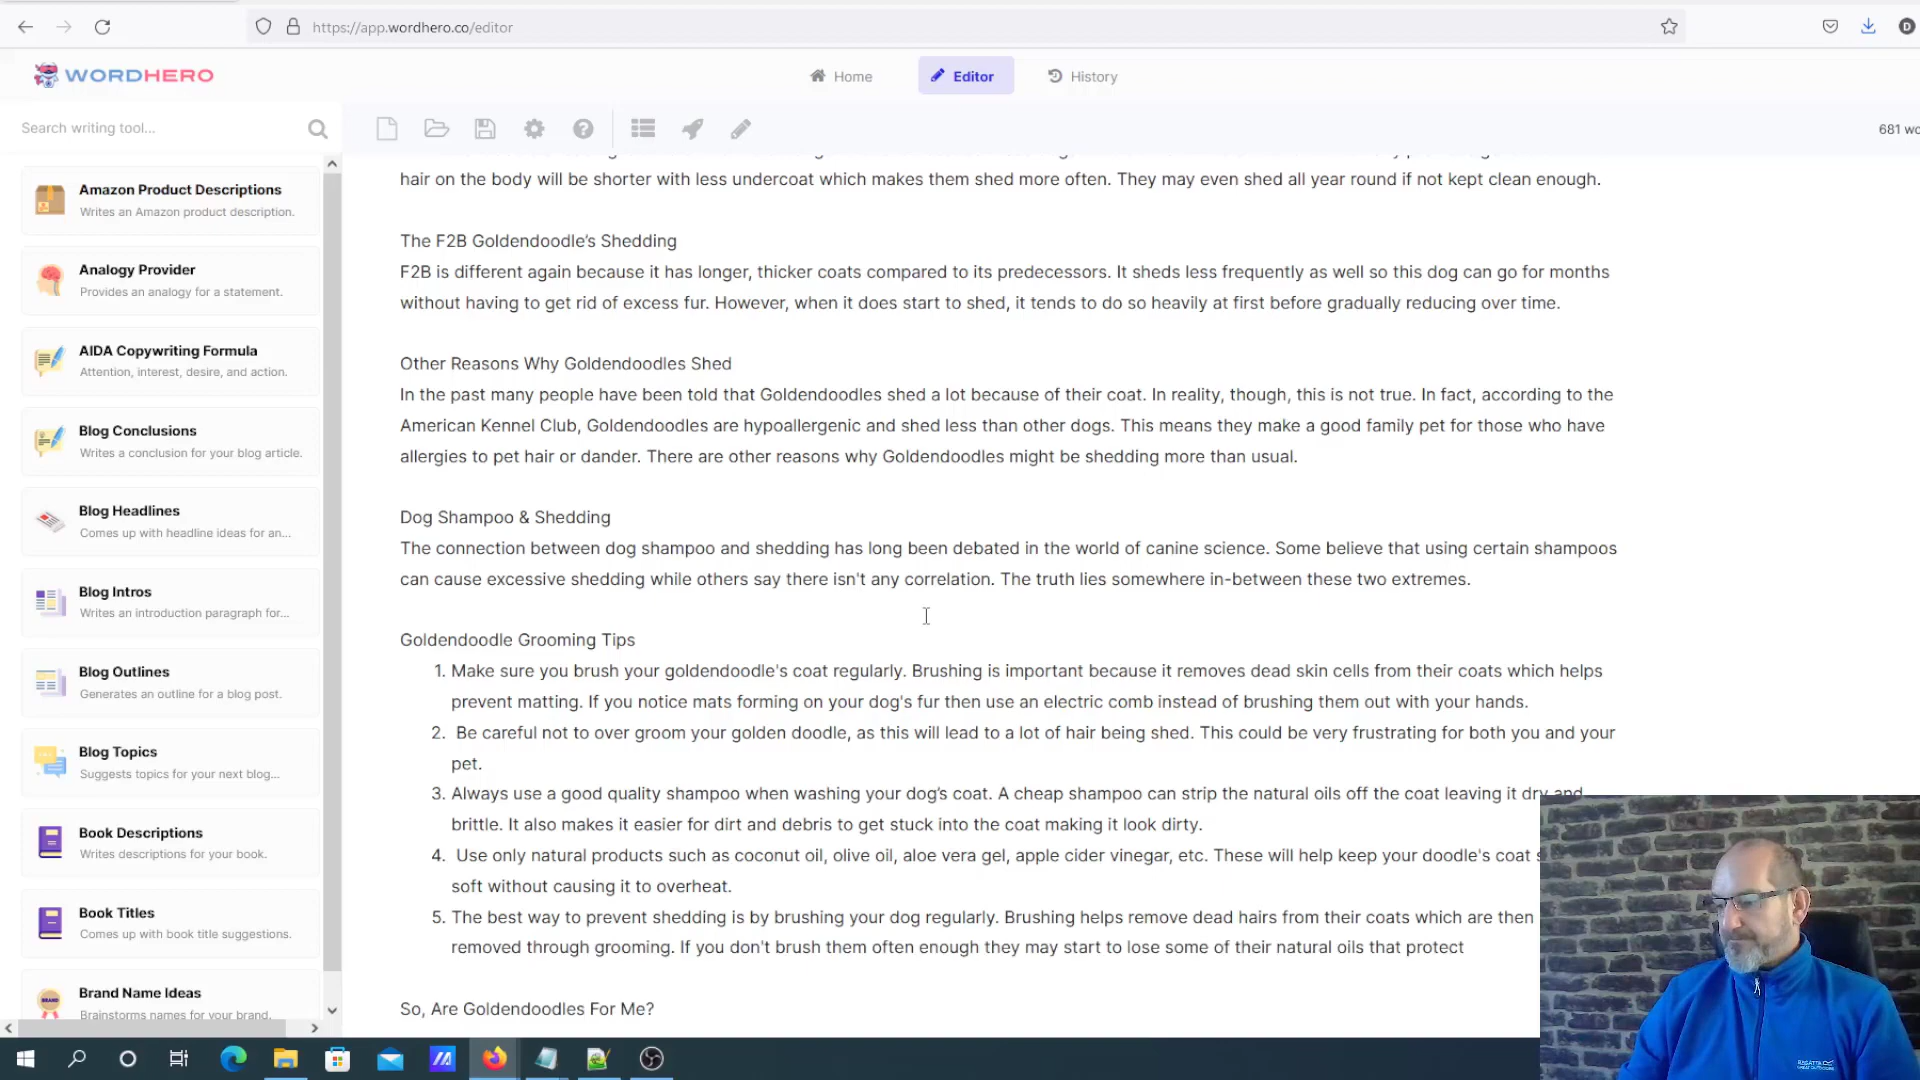 https://app.wordhero.co/editor
D
WORDHERO
Home
Editor
History
Search writing tool...
681 wo
Amazon Product Descriptions
Writes an Amazon product description.
Analogy Provider
Provides an analogy for a statement.
AIDA Copywriting Formula
Attention, interest, desire, and action.
Blog Conclusions
Writes a conclusion for your blog article.
Blog Headlines
Comes up with headline ideas for an...
Blog Intros
Writes an introduction paragraph for...
Blog Outlines
Generates an outline for a blog post.
Blog Topics
Suggests topics for your next blog...
Book Descriptions
Writes descriptions for your book.
Book Titles
Comes up with book title suggestions.
Brand Name Ideas
Brainstorms names for your brand.
hair on the body will be shorter with less undercoat which makes them shed more often. They may even shed all year round if not kept clean enough.
The F2B Goldendoodle’s Shedding
F2B is different again because it has longer, thicker coats compared to its predecessors. It sheds less frequently as well so this dog can go for months
without having to get rid of excess fur. However, when it does start to shed, it tends to do so heavily at first before gradually reducing over time.
Other Reasons Why Goldendoodles Shed
In the past many people have been told that Goldendoodles shed a lot because of their coat. In reality, though, this is not true. In fact, according to the
American Kennel Club, Goldendoodles are hypoallergenic and shed less than other dogs. This means they make a good family pet for those who have
allergies to pet hair or dander. There are other reasons why Goldendoodles might be shedding more than usual.
Dog Shampoo & Shedding
The connection between dog shampoo and shedding has long been debated in the world of canine science. Some believe that using certain shampoos
can cause excessive shedding while others say there isn't any correlation. The truth lies somewhere in-between these two extremes.
Goldendoodle Grooming Tips
1. Make sure you brush your goldendoodle's coat regularly. Brushing is important because it removes dead skin cells from their coats which helps
prevent matting. If you notice mats forming on your dog's fur then use an electric comb instead of brushing them out with your hands.
2. Be careful not to over groom your golden doodle, as this will lead to a lot of hair being shed. This could be very frustrating for both you and your
pet.
3. Always use a good quality shampoo when washing your dog’s coat. A cheap shampoo can strip the natural oils off the coat leaving it dry and
brittle. It also makes it easier for dirt and debris to get stuck into the coat making it look dirty.
4. Use only natural products such as coconut oil, olive oil, aloe vera gel, apple cider vinegar, etc. These will help keep your doodle's coat
soft without causing it to overheat.
5. The best way to prevent shedding is by brushing your dog regularly. Brushing helps remove dead hairs from their coats which are then
removed through grooming. If you don't brush them often enough they may start to lose some of their natural oils that protect
So, Are Goldendoodles For Me?
REGATTA